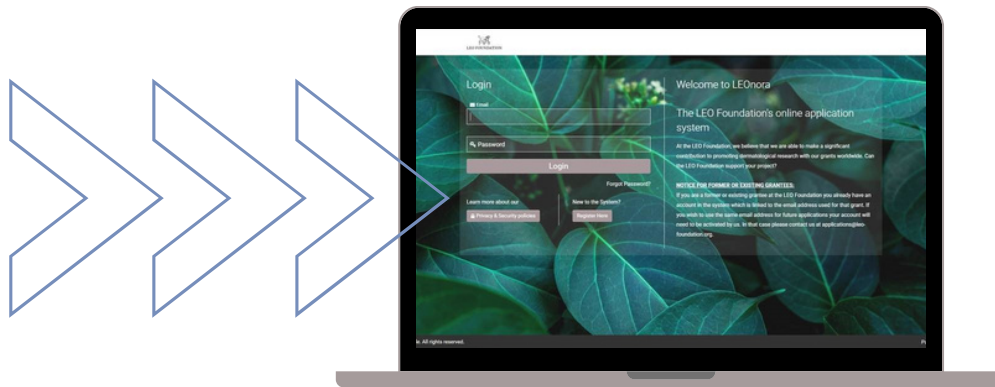 LEO FOUNDATION
Login
Email
Password
Login
Forgot Password?
Learn more about our
Privacy & Security policies
New to the System?
Register Here
Welcome to LEOnora
The LEO Foundation's online application
system
At the LEO Foundation, we believe that we are able to make a significant
contribution to promoting dermatological research with our grants worldwide. Can
the LEO Foundation support your project?
NOTICE FOR FORMER OR EXISTING GRANTEES:
If you are a former or existing grantee at the LEO Foundation you already have an
account in the system which is linked to the email address used for that grant. If
you wish to use the same email address for future applications your account will
need to be activated by us. In that case please contact us at applications@leo-
foundation.org.
All rights reserved.